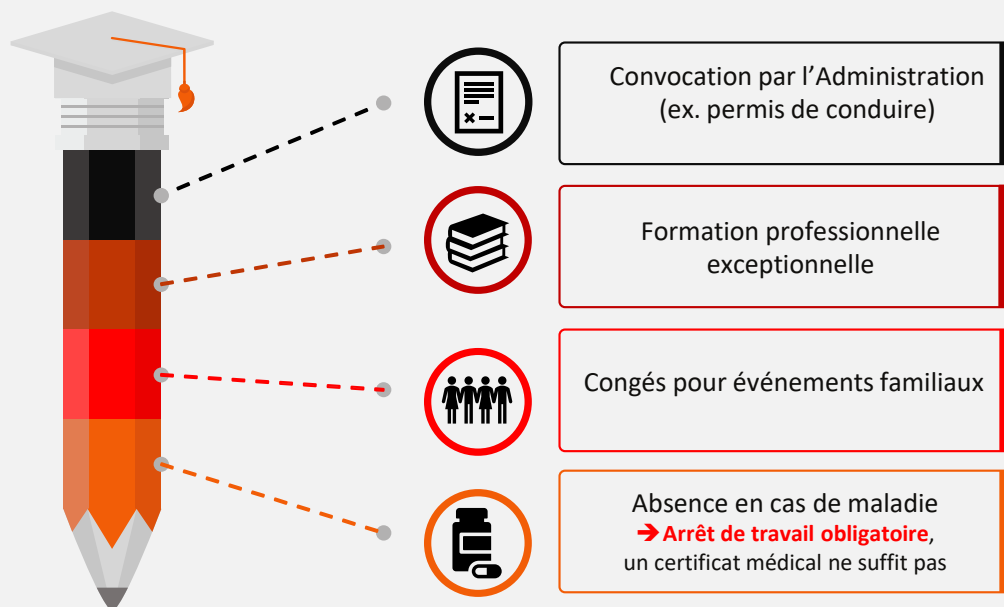 Convocation par l’Administration
(ex. permis de conduire)
Formation professionnelle
exceptionnelle
Congés pour événements familiaux
Absence en cas de maladie
➔ Arrêt de travail obligatoire,
un certificat médical ne suffit pas